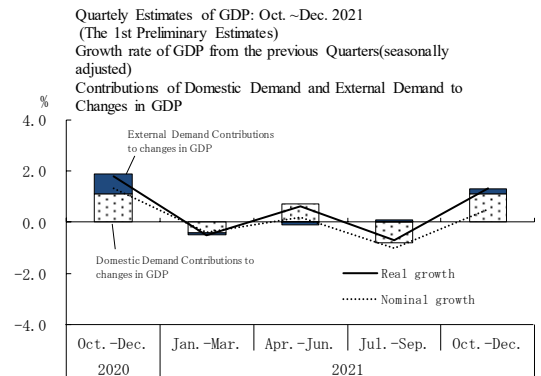 Quartely Estimates of GDP: Oct. ~Dec. 2021
(The 1st Preliminary Estimates)
Growth rate of GDP from the previous Quarters(seasonally
adjusted)
Contributions of Domestic Demand and External Demand to
Changes in GDP
%
4.0
External Demand Contributions
to changes in GDP
2.0
0.0
Domestic Demand Contributions to
changes in GDP
Real growth
-2.0
Nominal growth
-4.0
Oct.-Dec. Jan.-Mar. Apr.-Jun. Jul.-Sep. Oct.-Dec.
2020 2021